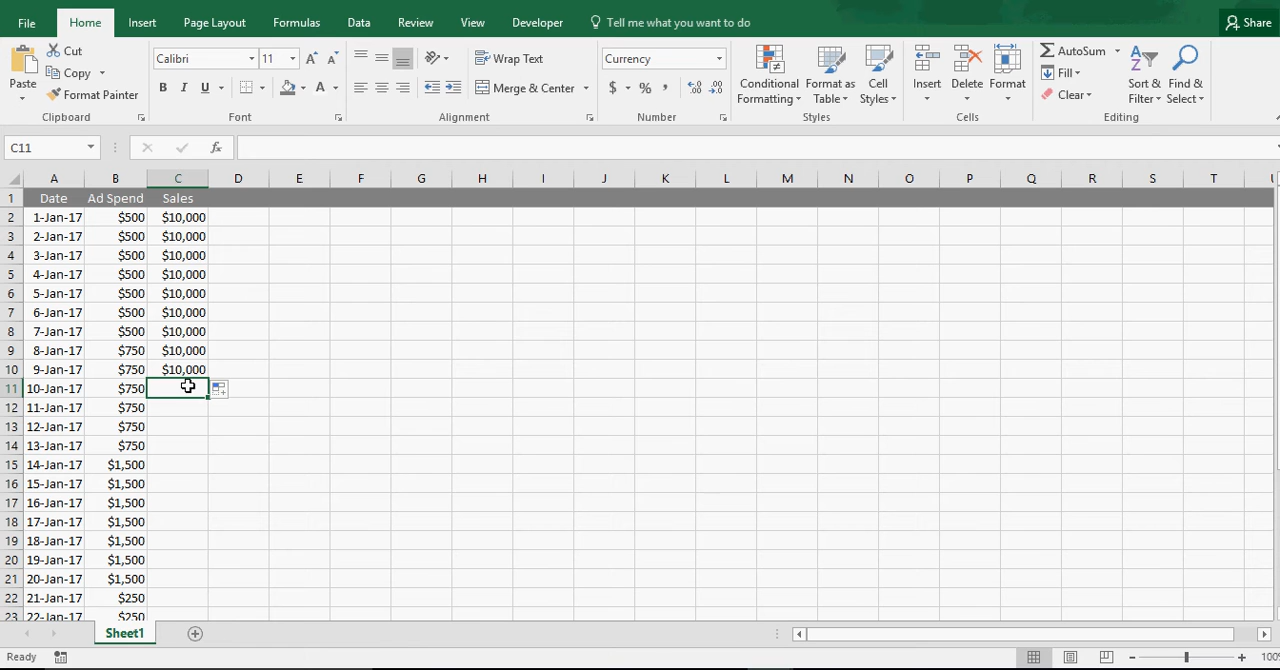 File Home Insert Page Layout Formulas Data Review View Developer Tell me what you want to do Share
Paste Cut Copy Format Painter
Calibri 11
B I U A A A
Wrap Text
Merge & Center
Currency
$ % , .0 .00 .00 .0
Conditional Formatting Format as Table Cell Styles
Insert Delete Format
AutoSum Fill Clear
Sort & Filter Find & Select
Clipboard Font Alignment Number Styles Cells Editing
C11 fx
A B C D E F G H I J K L M N O P Q R S T
1 Date Ad Spend Sales
2 1-Jan-17 $500 $10,000
3 2-Jan-17 $500 $10,000
4 3-Jan-17 $500 $10,000
5 4-Jan-17 $500 $10,000
6 5-Jan-17 $500 $10,000
7 6-Jan-17 $500 $10,000
8 7-Jan-17 $500 $10,000
9 8-Jan-17 $750 $10,000
10 9-Jan-17 $750 $10,000
11 10-Jan-17 $750
12 11-Jan-17 $750
13 12-Jan-17 $750
14 13-Jan-17 $750
15 14-Jan-17 $1,500
16 15-Jan-17 $1,500
17 16-Jan-17 $1,500
18 17-Jan-17 $1,500
19 18-Jan-17 $1,500
20 19-Jan-17 $1,500
21 20-Jan-17 $1,500
22 21-Jan-17 $250
23 22-Jan-17 $250
Sheet1
Ready 100%